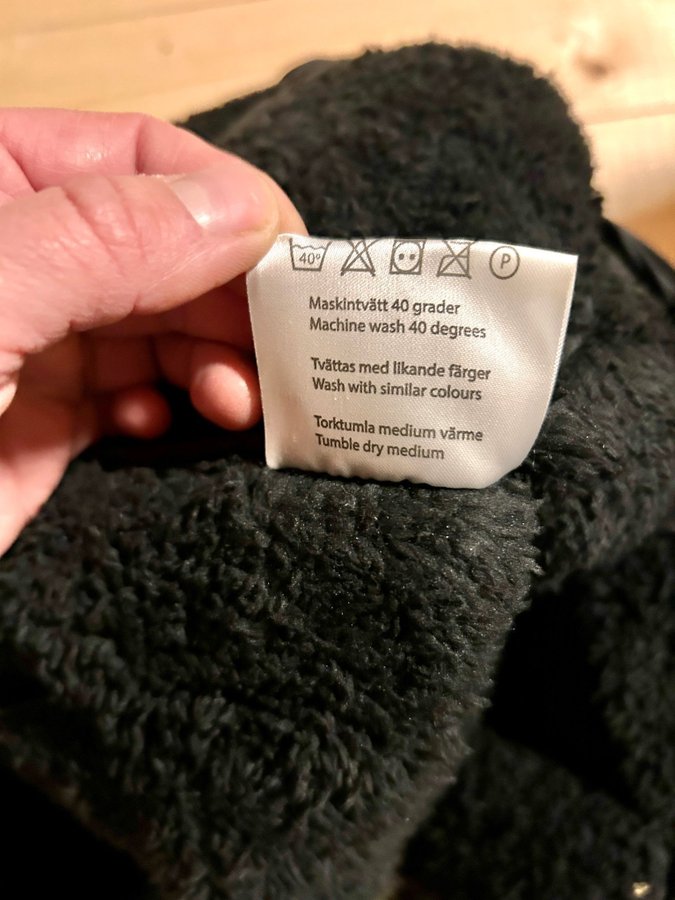 40° P
Maskintvätt 40 grader
Machine wash 40 degrees
Tvättas med likande färger
Wash with similar colours
Torktumla medium värme
Tumble dry medium